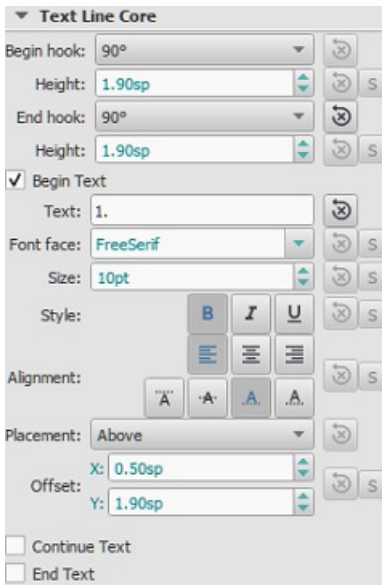 Text Line Core
Begin hook: 90°
Height: 1.90sp S
End hook: 90°
Height: 1.90sp S
Begin Text
Text: 1.
Font face: FreeSerif S
Size: 10pt S
Style: B I U S
Alignment: A A A A S
Placement: Above
Offset: X: 0.50sp S
Y: 1.90sp
Continue Text
End Text